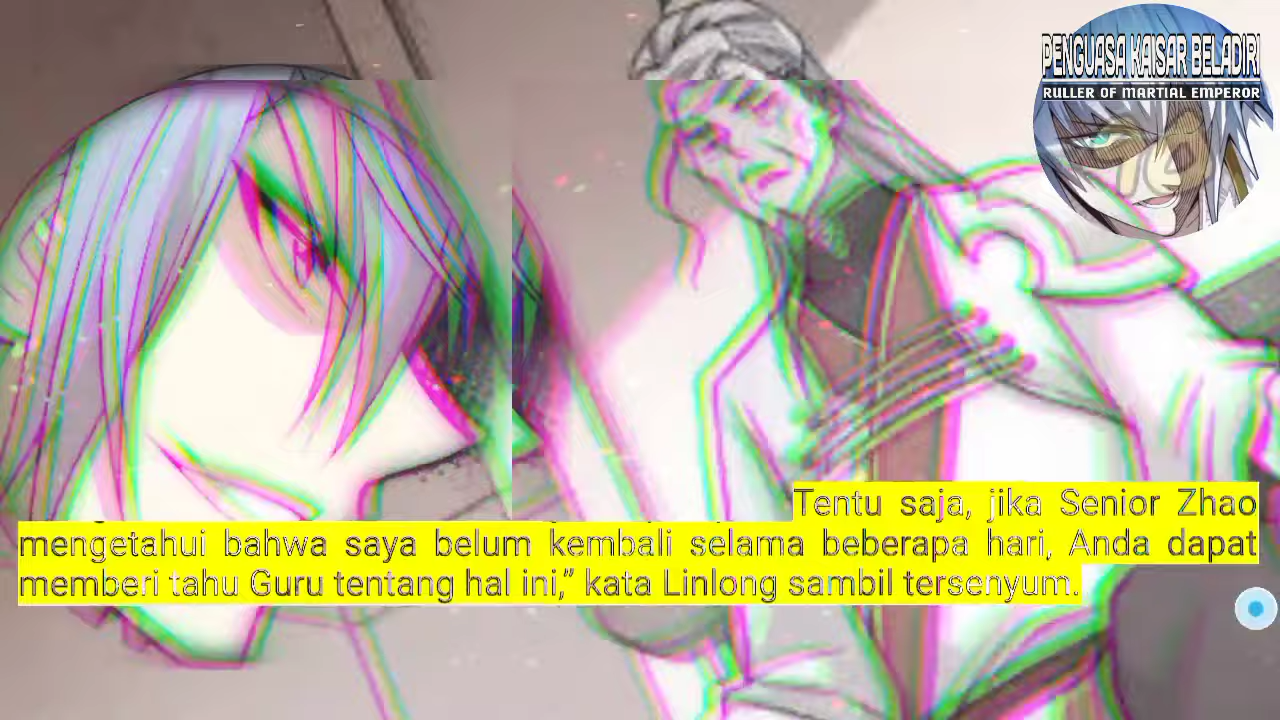 PENGUASA KAISAR BELADIRI
RULLER OF MARTIAL EMPEROR
Tentu saja, jika Senior Zhao
mengetahui bahwa saya belum kembali selama beberapa hari, Anda dapat
memberi tahu Guru tentang hal ini,” kata Linlong sambil tersenyum.